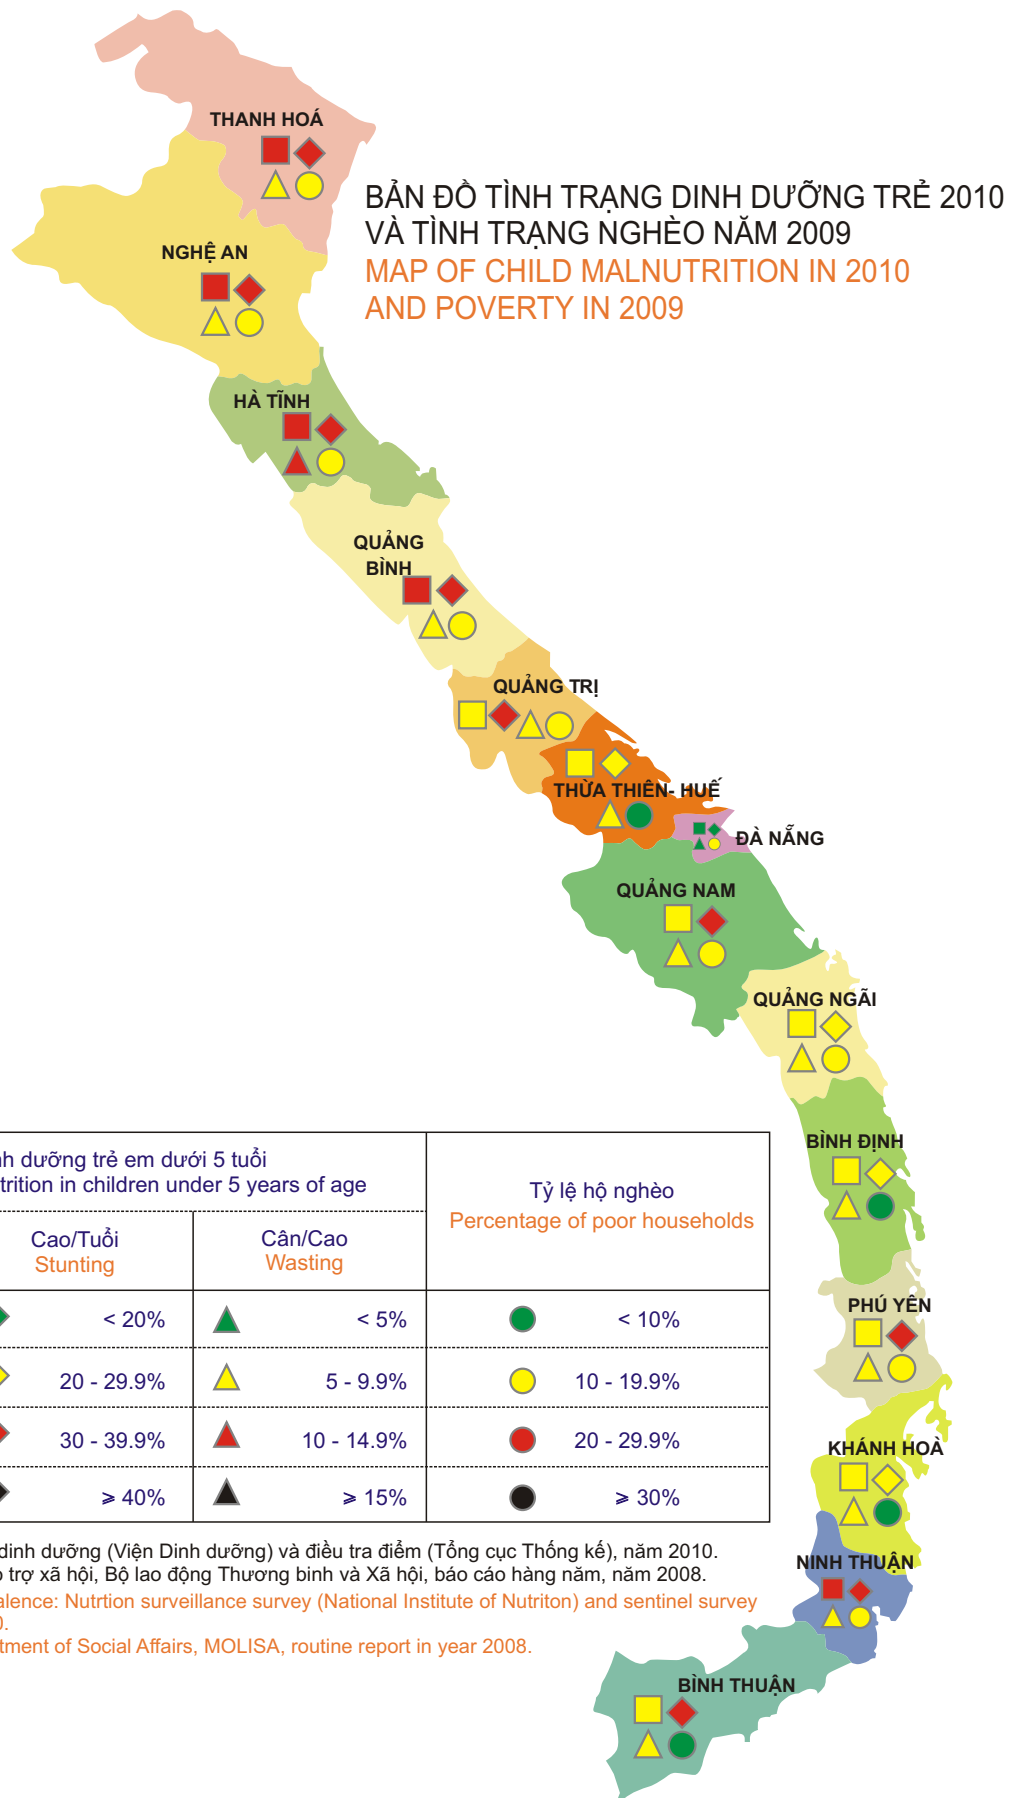 THANH HOÁ
BẢN ĐỒ TÌNH TRẠNG DINH DƯỠNG TRẺ 2010
VÀ TÌNH TRẠNG NGHÈO NĂM 2009
MAP OF CHILD MALNUTRITION IN 2010
AND POVERTY IN 2009
NGHỆ AN
HÀ TĨNH
QUẢNG
BÌNH
QUẢNG TRỊ
THỪA THIÊN- HUẾ
ĐÀ NẴNG
QUẢNG NAM
QUẢNG NGÃI
BÌNH ĐỊNH
PHÚ YÊN
KHÁNH HOÀ
NINH THUẬN
BÌNH THUẬN
nh dưỡng trẻ em dưới 5 tuổi
trition in children under 5 years of age
Tỷ lệ hộ nghèo
Percentage of poor households
Cao/Tuổi
Stunting
Cân/Cao
Wasting
< 20% < 5% < 10%
20 - 29.9% 5 - 9.9% 10 - 19.9%
30 - 39.9% 10 - 14.9% 20 - 29.9%
⩾ 40% ⩾ 15% ⩾ 30%
dinh dưỡng (Viện Dinh dưỡng) và điều tra điểm (Tổng cục Thống kế), năm 2010.
trợ xã hội, Bộ lao động Thương binh và Xã hội, báo cáo hàng năm, năm 2008.
alence: Nutrtion surveillance survey (National Institute of Nutriton) and sentinel survey
0.
tment of Social Affairs, MOLISA, routine report in year 2008.